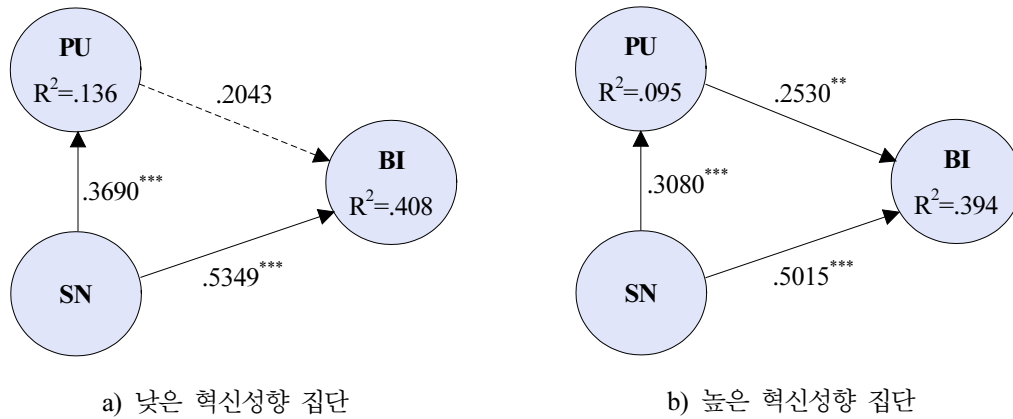 PU
R²=.136
.2043
BI
R²=.408
.3690***
SN
.5349***
a) 낮은 혁신성향 집단
PU
R²=.095
.2530**
BI
R²=.394
.3080***
SN
.5015***
b) 높은 혁신성향 집단